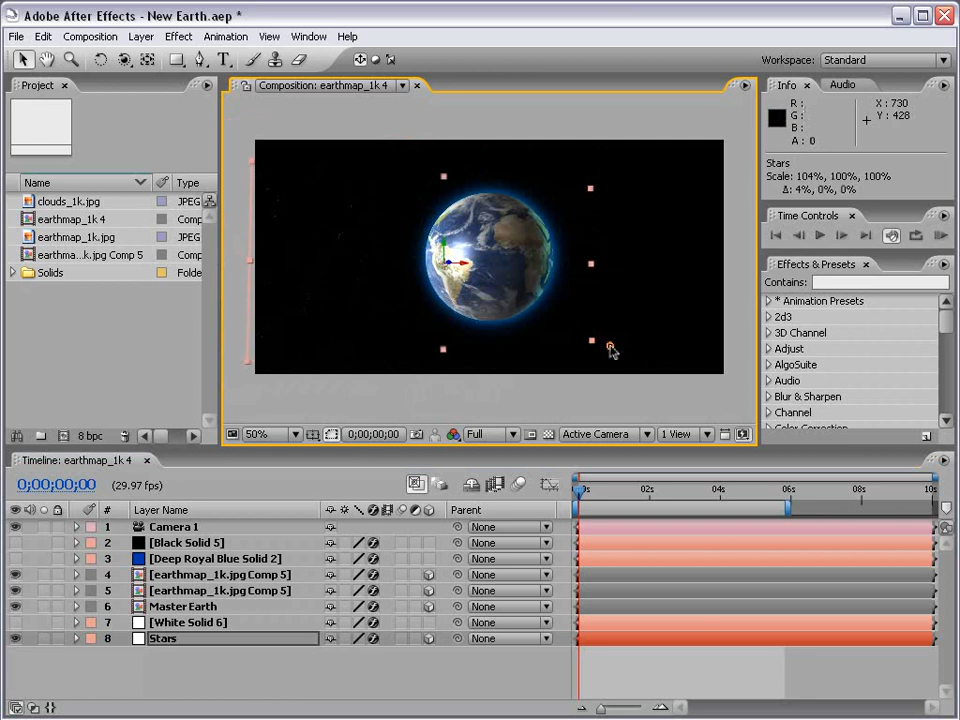 Adobe After Effects - New Earth.aep *
File Edit Composition Layer Effect Animation View Window Help
Workspace: Standard
Project
Composition: earthmap_1k 4
Info Audio
R: X: 730
G: Y: 428
B:
A: 0
Stars
Scale: 104%, 100%, 100%
Δ: 4%, 0%, 0%
Name Type
clouds_1k.jpg JPEG
earthmap_1k 4 Comp
earthmap_1k.jpg JPEG
earthma...k.jpg Comp 5 Comp
Solids Folde
Time Controls
Effects & Presets
Contains:
* Animation Presets
2d3
3D Channel
Adjust
AlgoSuite
Audio
Blur & Sharpen
Channel
Color Correction
8 bpc
50% 0;00;00;00 Full Active Camera 1 View
Timeline: earthmap_1k 4
0;00;00;00 (29.97 fps)
02s 04s 06s 08s 10s
# Layer Name Parent
1 Camera 1 None
2 [Black Solid 5] None
3 [Deep Royal Blue Solid 2] None
4 [earthmap_1k.jpg Comp 5] None
5 [earthmap_1k.jpg Comp 5] None
6 Master Earth None
7 [White Solid 6] None
8 Stars None